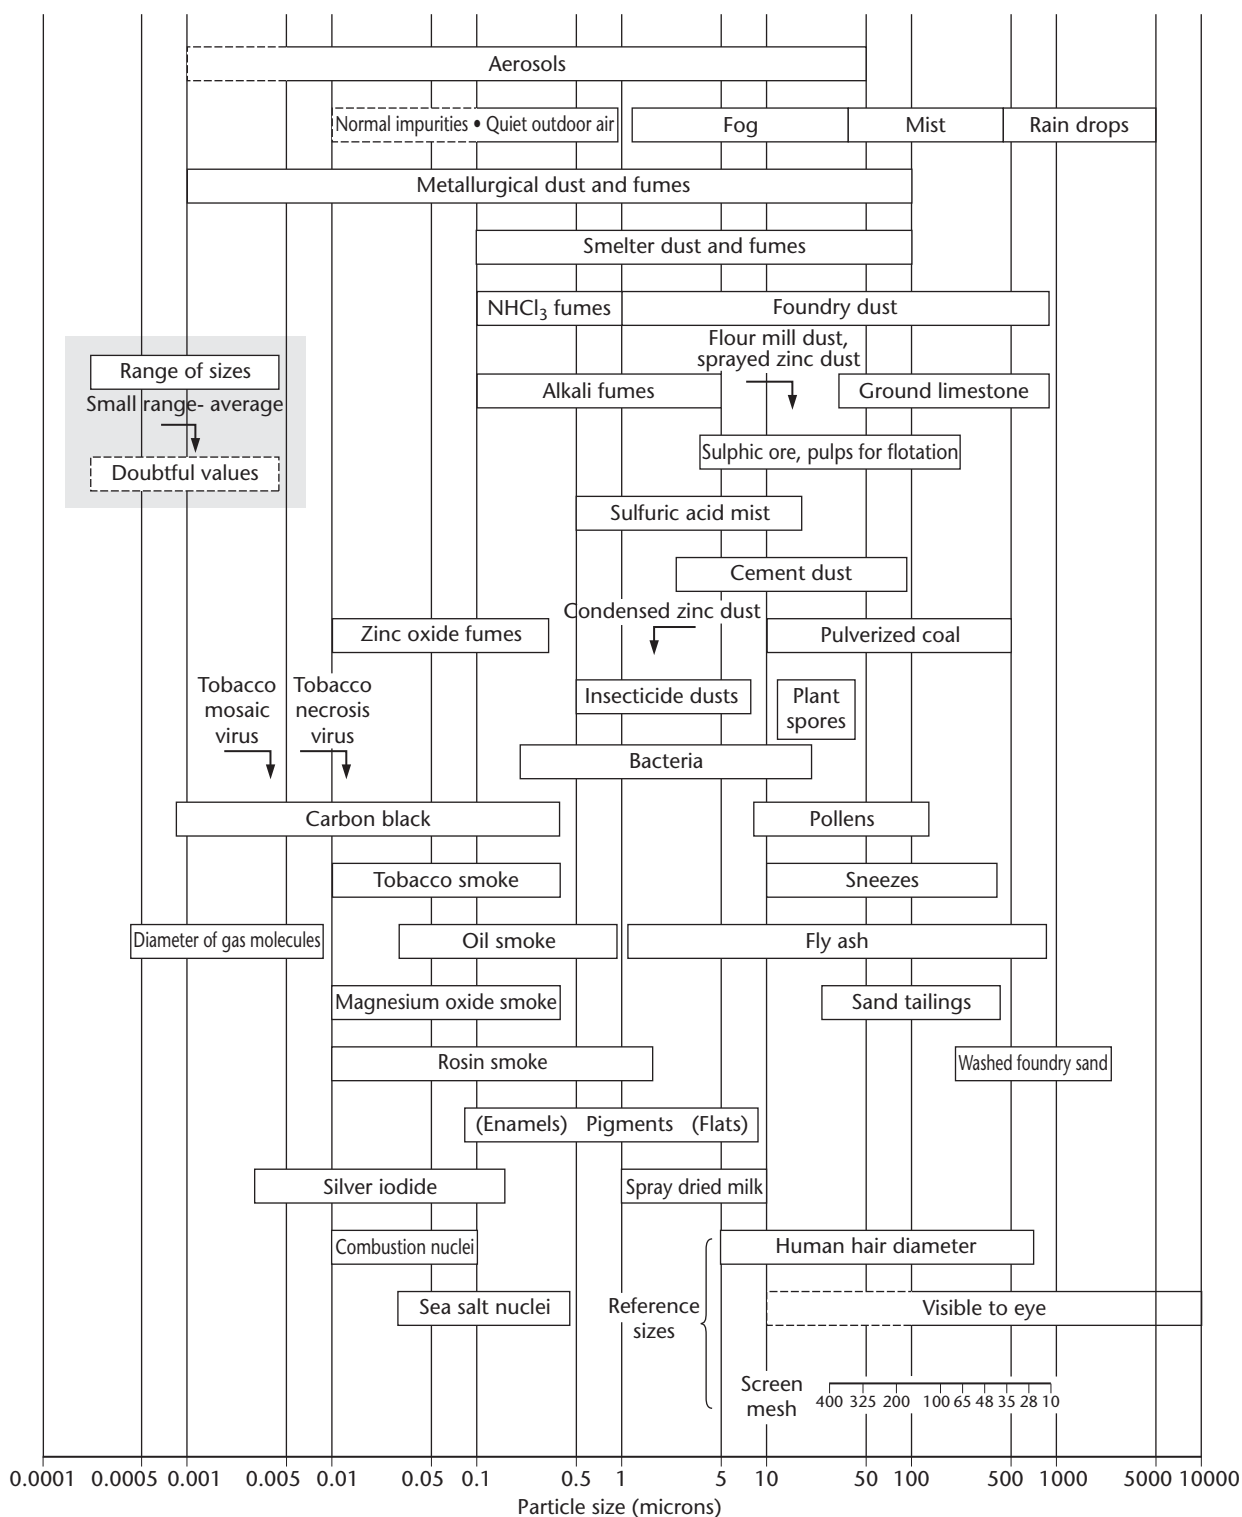 Aerosols
Normal impurities • Quiet outdoor air
Fog
Mist
Rain drops
Metallurgical dust and fumes
Smelter dust and fumes
NHCl3 fumes
Foundry dust
Flour mill dust,
sprayed zinc dust
Range of sizes
Small range- average
Doubtful values
Alkali fumes
Ground limestone
Sulphic ore, pulps for flotation
Sulfuric acid mist
Cement dust
Condensed zinc dust
Zinc oxide fumes
Pulverized coal
Tobacco
mosaic
virus
Tobacco
necrosis
virus
Insecticide dusts
Plant
spores
Bacteria
Carbon black
Pollens
Tobacco smoke
Sneezes
Diameter of gas molecules
Oil smoke
Fly ash
Magnesium oxide smoke
Sand tailings
Rosin smoke
Washed foundry sand
(Enamels) Pigments (Flats)
Silver iodide
Spray dried milk
Combustion nuclei
Human hair diameter
Sea salt nuclei
Reference
sizes
Visible to eye
Screen
mesh
400 325 200 100 65 48 35 28 10
0.0001 0.0005 0.001 0.005 0.01 0.05 0.1 0.5 1 5 10 50 100 500 1000 5000 10000
Particle size (microns)